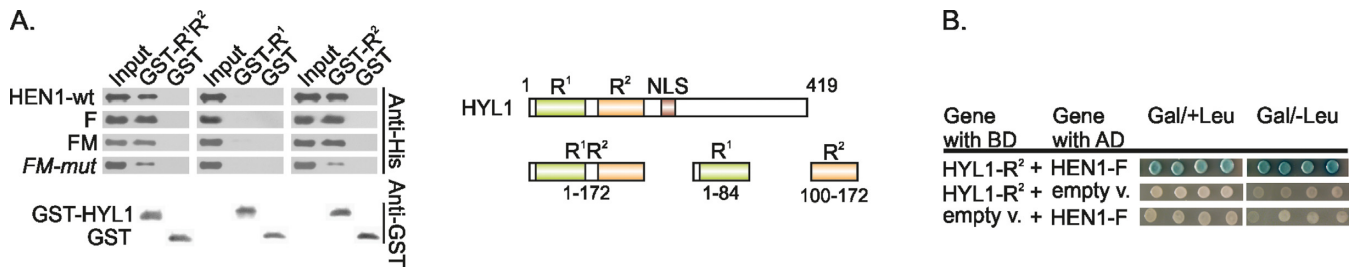 A.
Input GST-R¹R² GST Input GST-R¹ GST Input GST-R² GST
HEN1-wt
F
FM
FM-mut
Anti-His
GST-HYL1
GST
Anti-GST
1 R¹ R² NLS 419
HYL1
R¹R² R¹ R²
1-172 1-84 100-172
B.
Gene with BD
Gene with AD
Gal/+Leu
Gal/-Leu
HYL1-R² + HEN1-F
HYL1-R² + empty v.
empty v. + HEN1-F